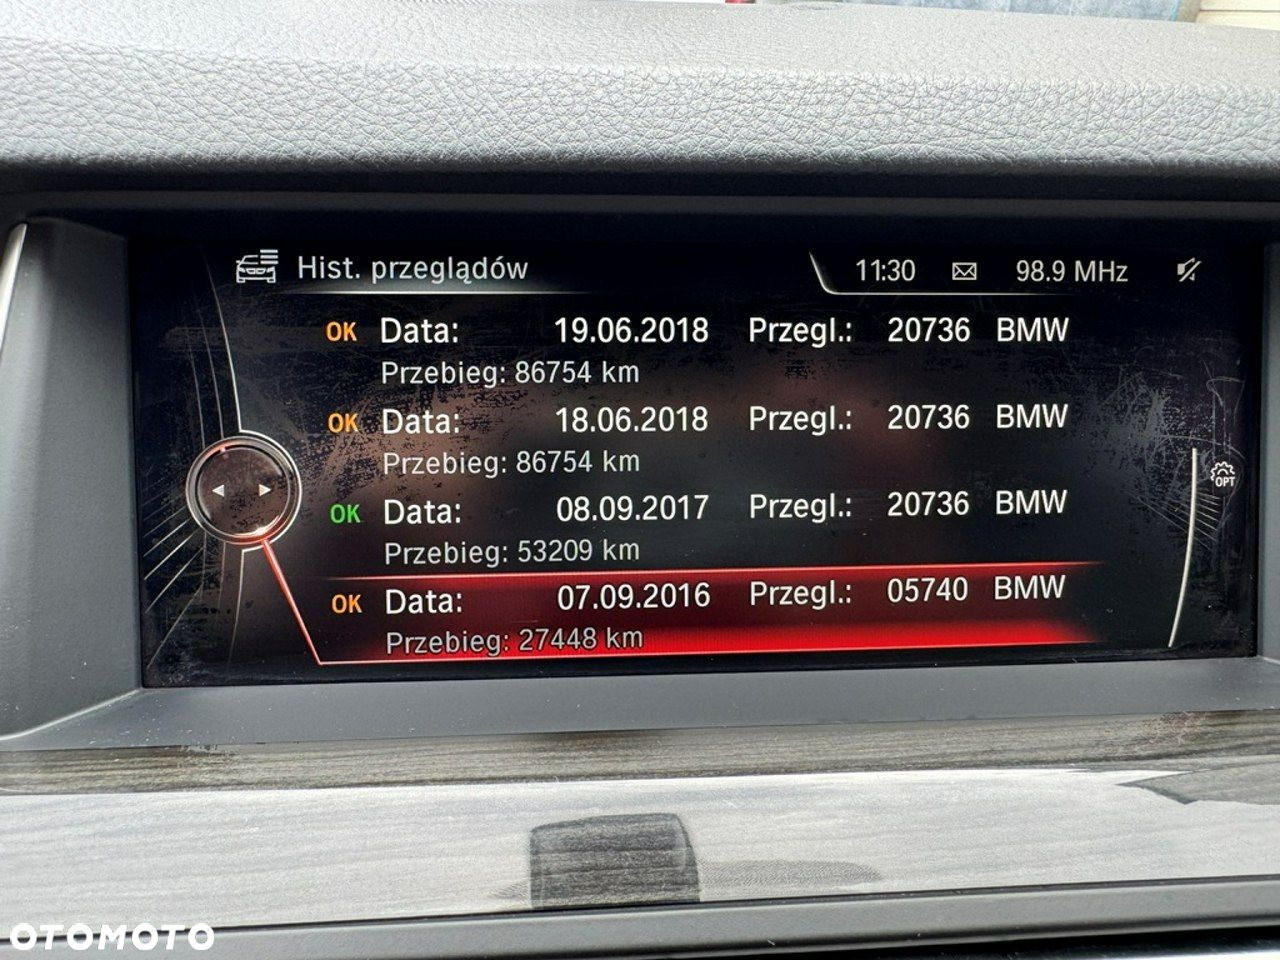 Hist. przeglądów 11:30 98.9 MHz
OK Data: 19.06.2018 Przegl.: 20736 BMW
Przebieg: 86754 km
OK Data: 18.06.2018 Przegl.: 20736 BMW
Przebieg: 86754 km
OK Data: 08.09.2017 Przegl.: 20736 BMW
Przebieg: 53209 km
OPT
OK Data: 07.09.2016 Przegl.: 05740 BMW
Przebieg: 27448 km
OTOMOTO